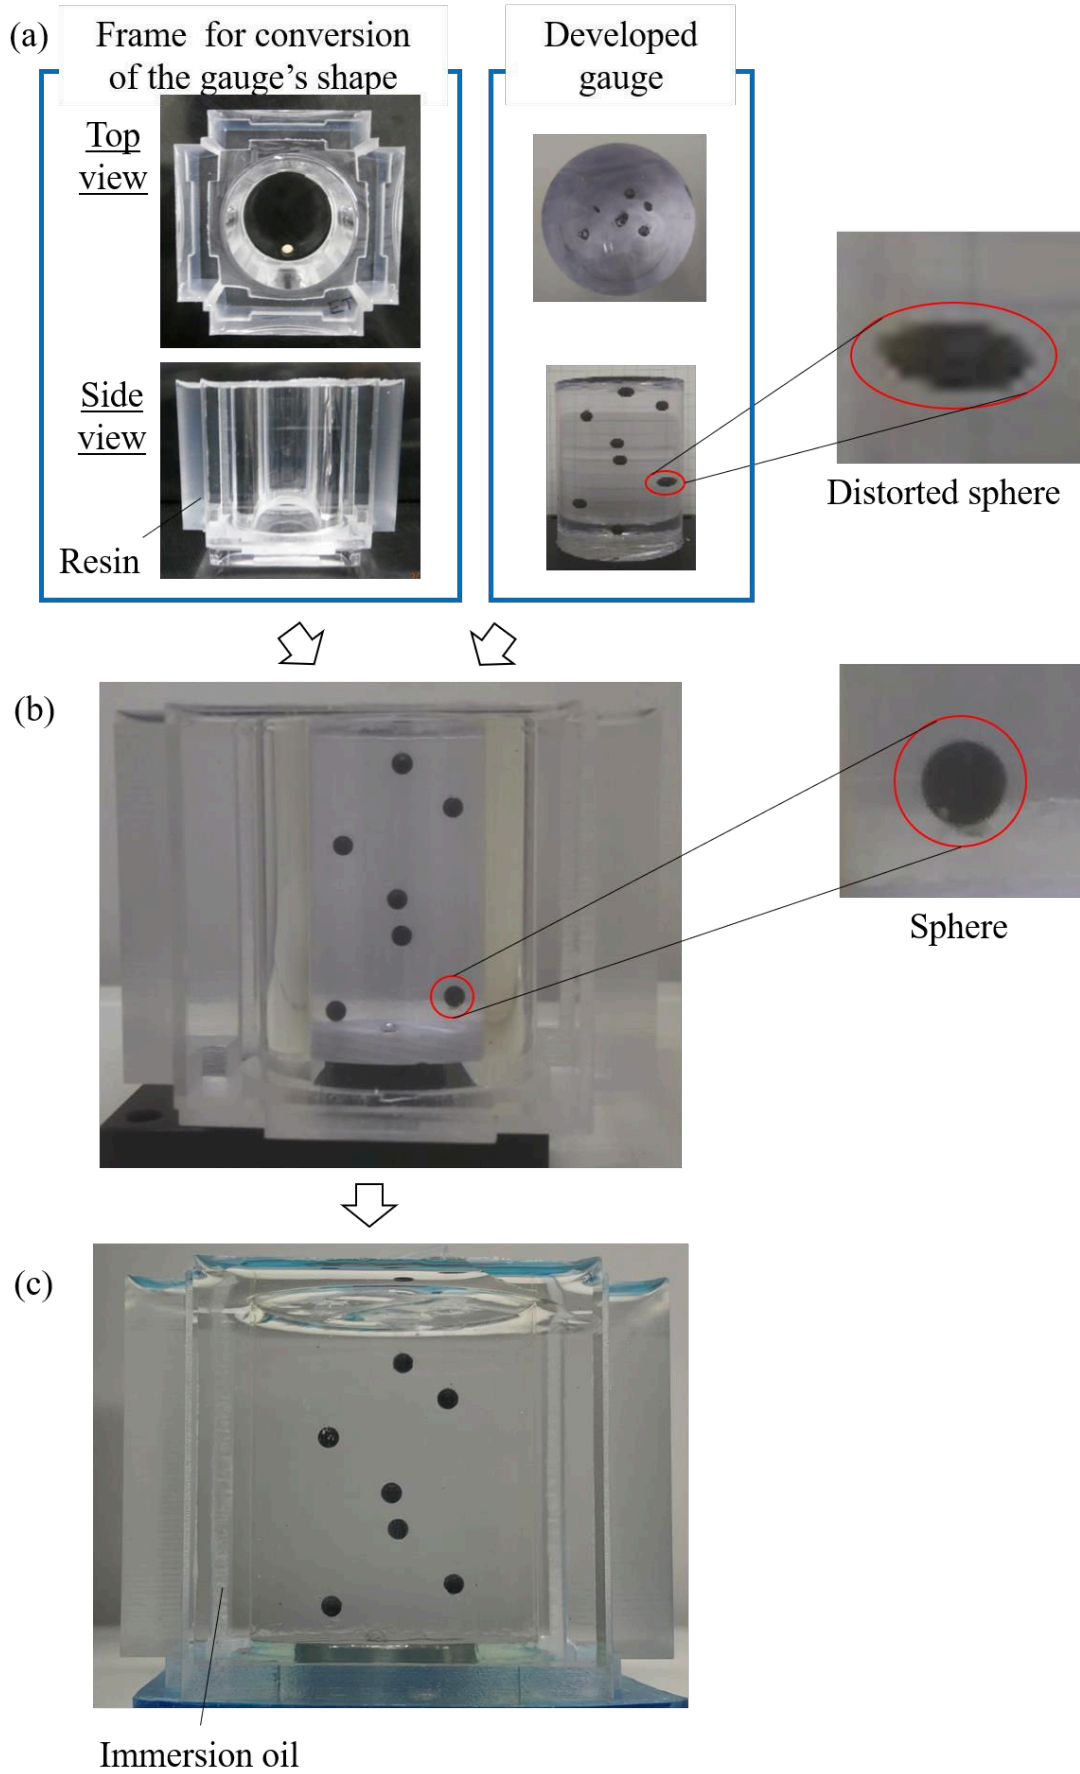 (a)
Frame for conversion
of the gauge's shape
Developed
gauge
Top
view
Side
view
Resin
ET
Distorted sphere
(b)
Sphere
(c)
Immersion oil